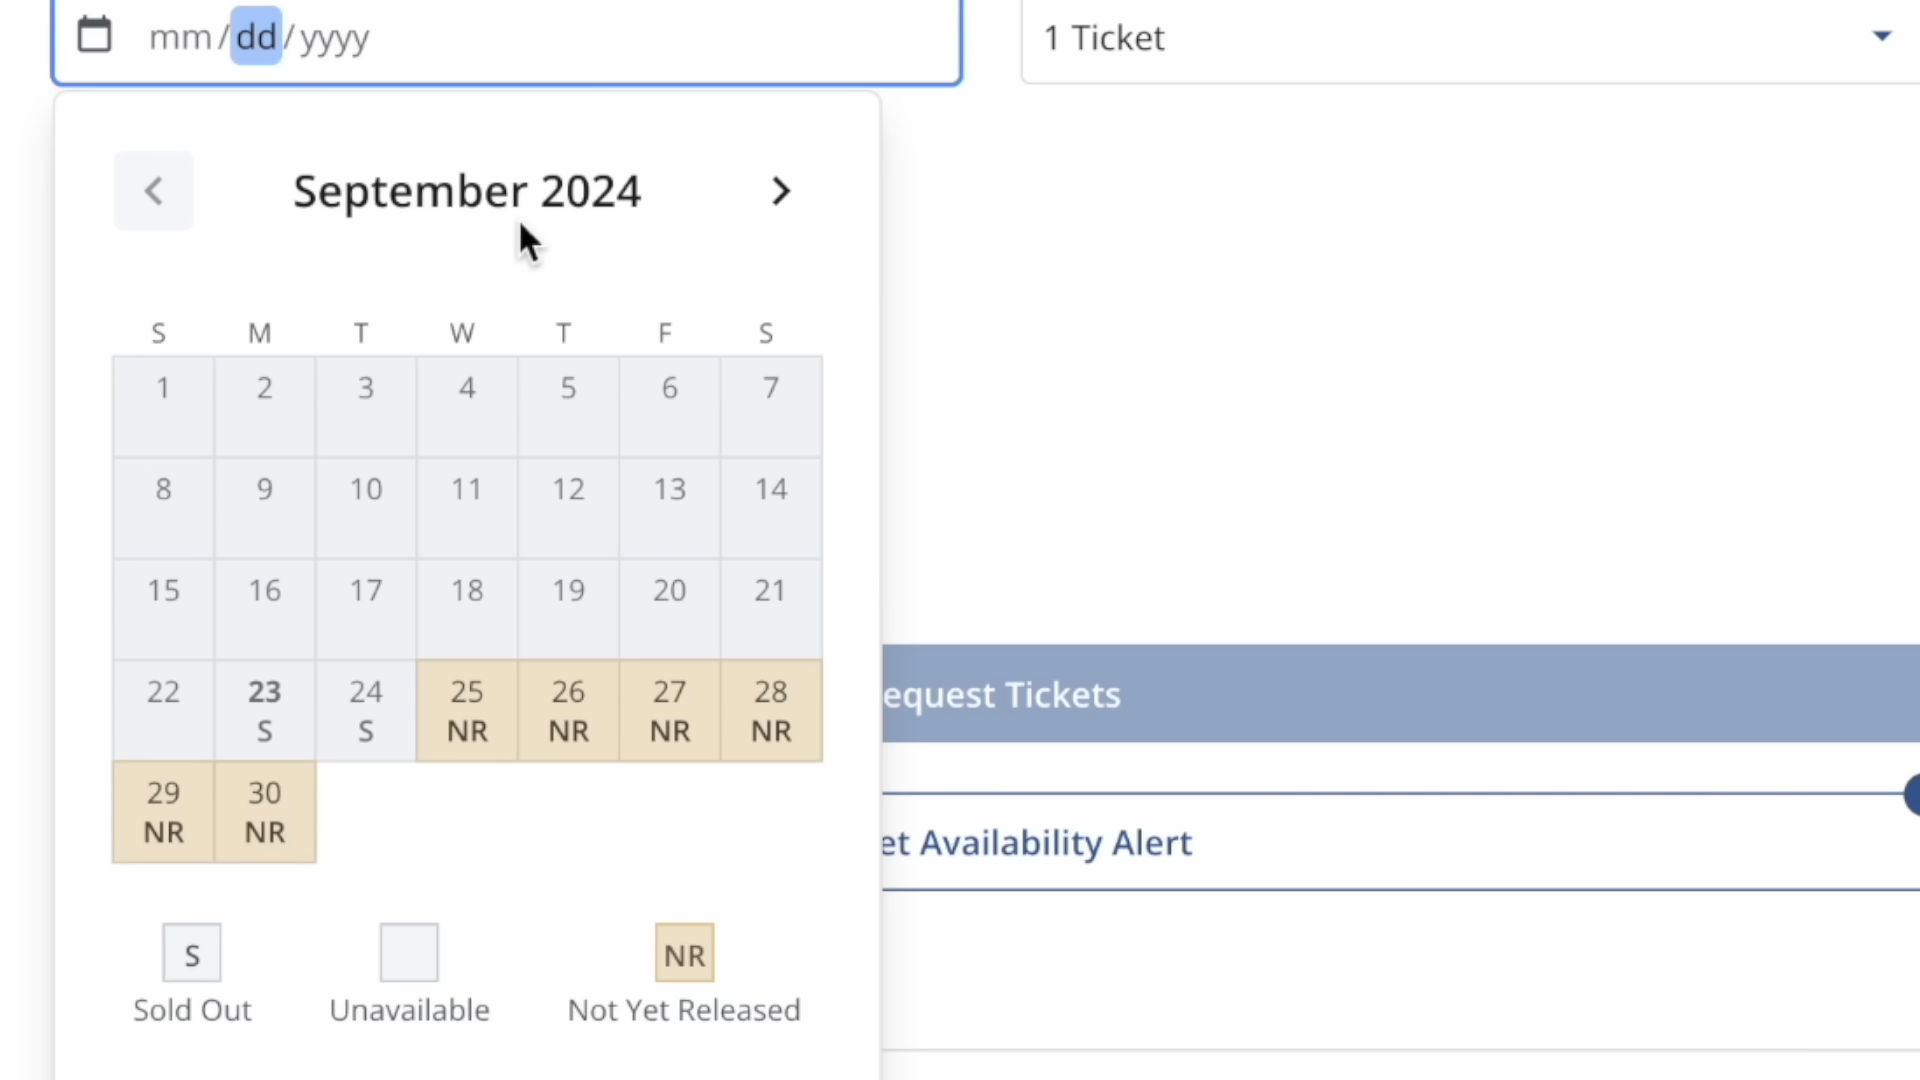 mm/dd/yyyy
1 Ticket
September 2024
S M T W T F S
1 2 3 4 5 6 7
8 9 10 11 12 13 14
15 16 17 18 19 20 21
22 23 24 25 26 27 28
S S NR NR NR NR
equest Tickets
29 30
NR NR
et Availability Alert
S NR
Sold Out Unavailable Not Yet Released